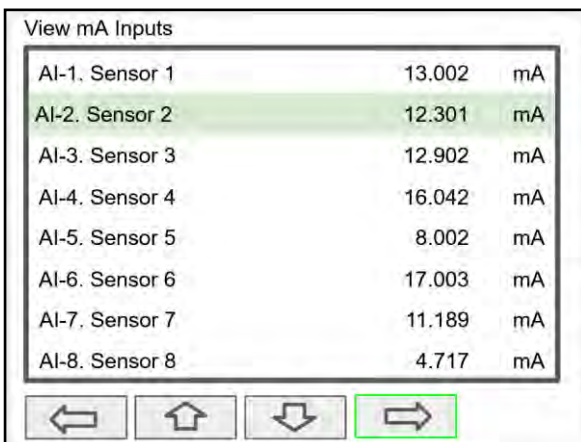 View mA Inputs
AI-1. Sensor 1 13.002 mA
AI-2. Sensor 2 12.301 mA
AI-3. Sensor 3 12.902 mA
AI-4. Sensor 4 16.042 mA
AI-5. Sensor 5 8.002 mA
AI-6. Sensor 6 17.003 mA
AI-7. Sensor 7 11.189 mA
AI-8. Sensor 8 4.717 mA